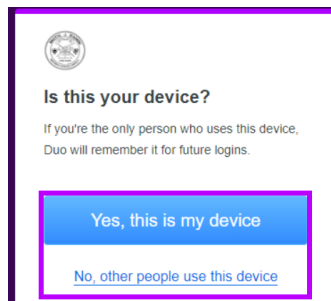 Is this your device?
If you're the only person who uses this device,
Duo will remember it for future logins.
Yes, this is my device
No, other people use this device